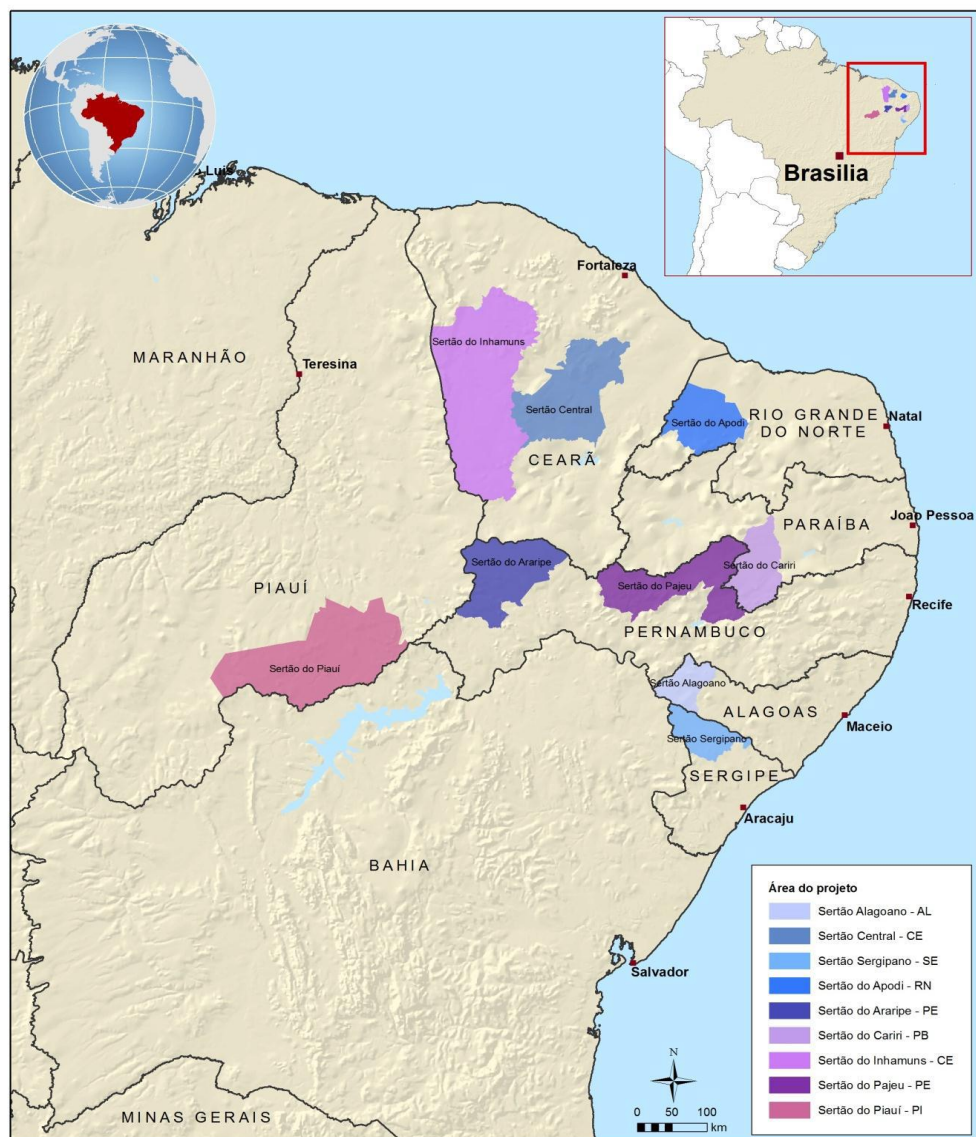 Luis
Brasilia
Fortaleza
Sertão do Inhamuns
MARANHÃO
Teresina
Sertão Central
Sertão do Apodi
RIO GRANDE
DO NORTE
Natal
CEARÃ
Joao Pessoa
PARAÍBA
Sertão do Araripe
Sertão do Cariri
Sertão do Pajeu
PIAUÍ
Recife
PERNAMBUCO
Sertão do Piauí
Sertão Alagoano
ALAGOAS
Maceio
Sertão Sergipano
SERGIPE
Aracaju
BAHIA
Salvador
MINAS GERAIS
Área do projeto
Sertão Alagoano - AL
Sertão Central - CE
Sertão Sergipano - SE
Sertão do Apodi - RN
Sertão do Araripe - PE
Sertão do Cariri - PB
Sertão do Inhamuns - CE
Sertão do Pajeu - PE
Sertão do Piauí - PI
N
0 50 100
km